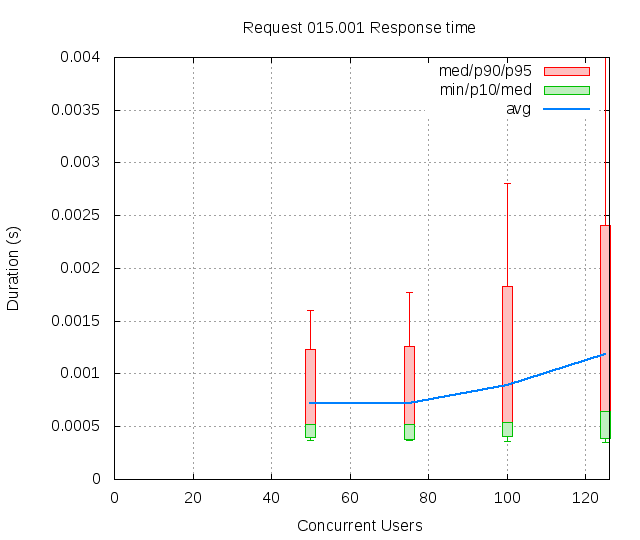 Request 015.001 Response time
0.004
0.0035
0.003
0.0025
0.002
0.0015
0.001
0.0005
0
med/p90/p95
min/p10/med
avg
Duration (s)
0 20 40 60 80 100 120
Concurrent Users